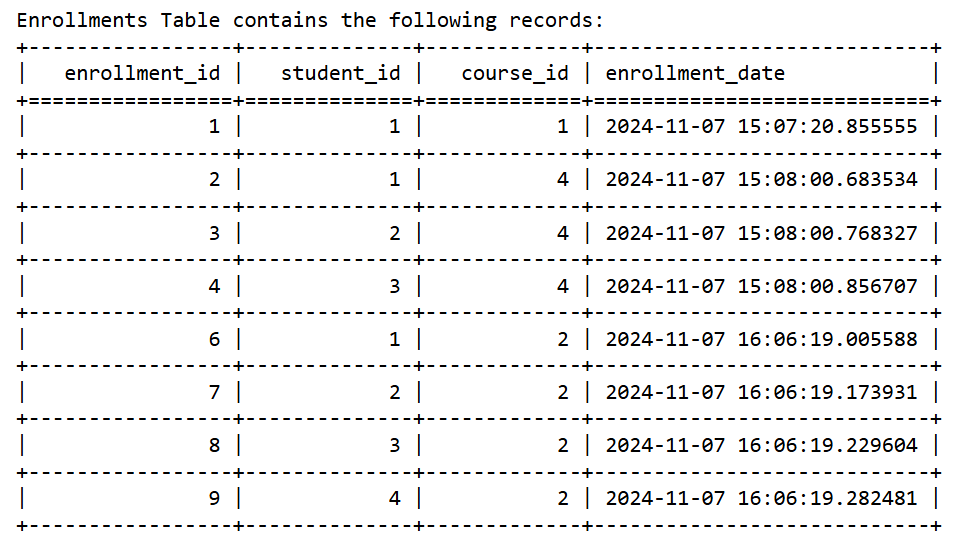 Enrollments Table contains the following records:
+-----------------+--------------+-------------+----------------------------+
|   enrollment_id |   student_id |   course_id | enrollment_date            |
+=================+==============+=============+============================+
|               1 |            1 |           1 | 2024-11-07 15:07:20.855555 |
+-----------------+--------------+-------------+----------------------------+
|               2 |            1 |           4 | 2024-11-07 15:08:00.683534 |
+-----------------+--------------+-------------+----------------------------+
|               3 |            2 |           4 | 2024-11-07 15:08:00.768327 |
+-----------------+--------------+-------------+----------------------------+
|               4 |            3 |           4 | 2024-11-07 15:08:00.856707 |
+-----------------+--------------+-------------+----------------------------+
|               6 |            1 |           2 | 2024-11-07 16:06:19.005588 |
+-----------------+--------------+-------------+----------------------------+
|               7 |            2 |           2 | 2024-11-07 16:06:19.173931 |
+-----------------+--------------+-------------+----------------------------+
|               8 |            3 |           2 | 2024-11-07 16:06:19.229604 |
+-----------------+--------------+-------------+----------------------------+
|               9 |            4 |           2 | 2024-11-07 16:06:19.282481 |
+-----------------+--------------+-------------+----------------------------+